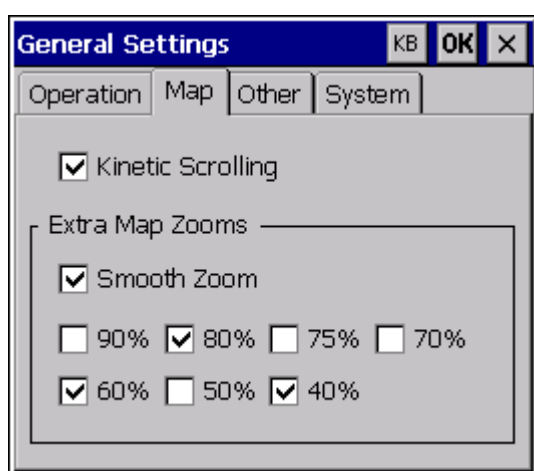 General Settings KB OK ×
Operation Map Other System
Kinetic Scrolling
Extra Map Zooms
Smooth Zoom
90% 80% 75% 70%
60% 50% 40%